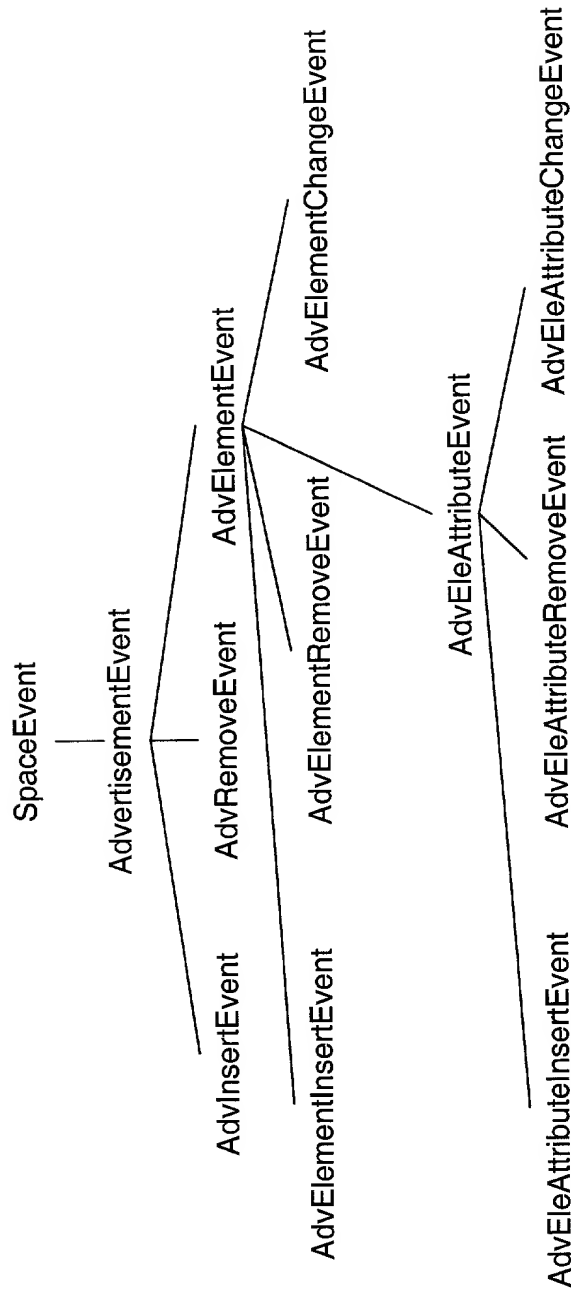 SpaceEvent
AdvertisementEvent
AdvInsertEvent
AdvRemoveEvent
AdvElementEvent
AdvElementInsertEvent
AdvElementRemoveEvent
AdvElementChangeEvent
AdvEleAttributeEvent
AdvEleAttributeInsertEvent
AdvEleAttributeRemoveEvent
AdvEleAttributeChangeEvent